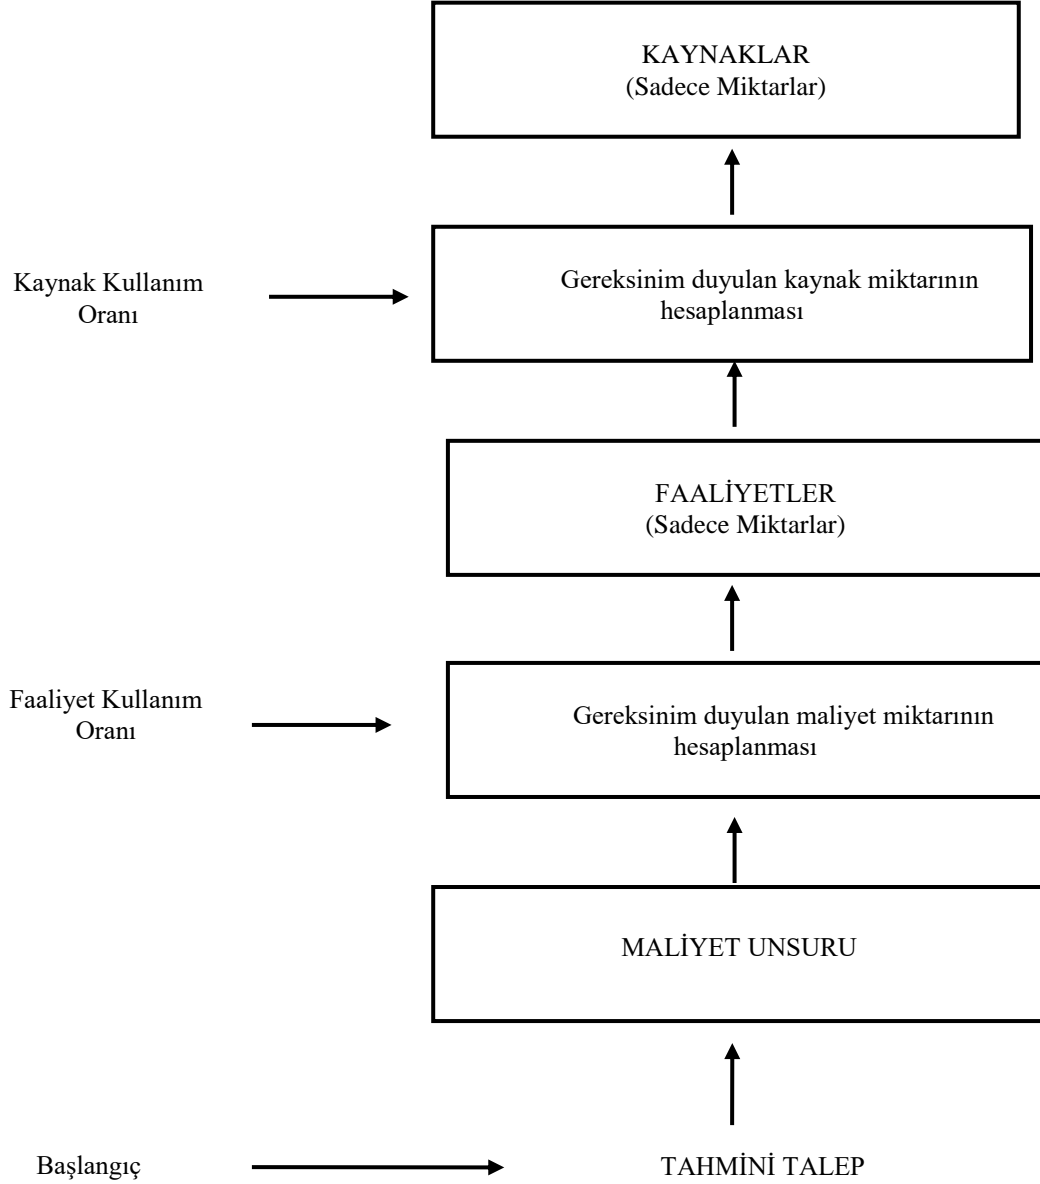 KAYNAKLAR
(Sadece Miktarlar)
Kaynak Kullanım
Oranı
Gereksinim duyulan kaynak miktarının
hesaplanması
FAALİYETLER
(Sadece Miktarlar)
Faaliyet Kullanım
Oranı
Gereksinim duyulan maliyet miktarının
hesaplanması
MALİYET UNSURU
Başlangıç
TAHMİNİ TALEP